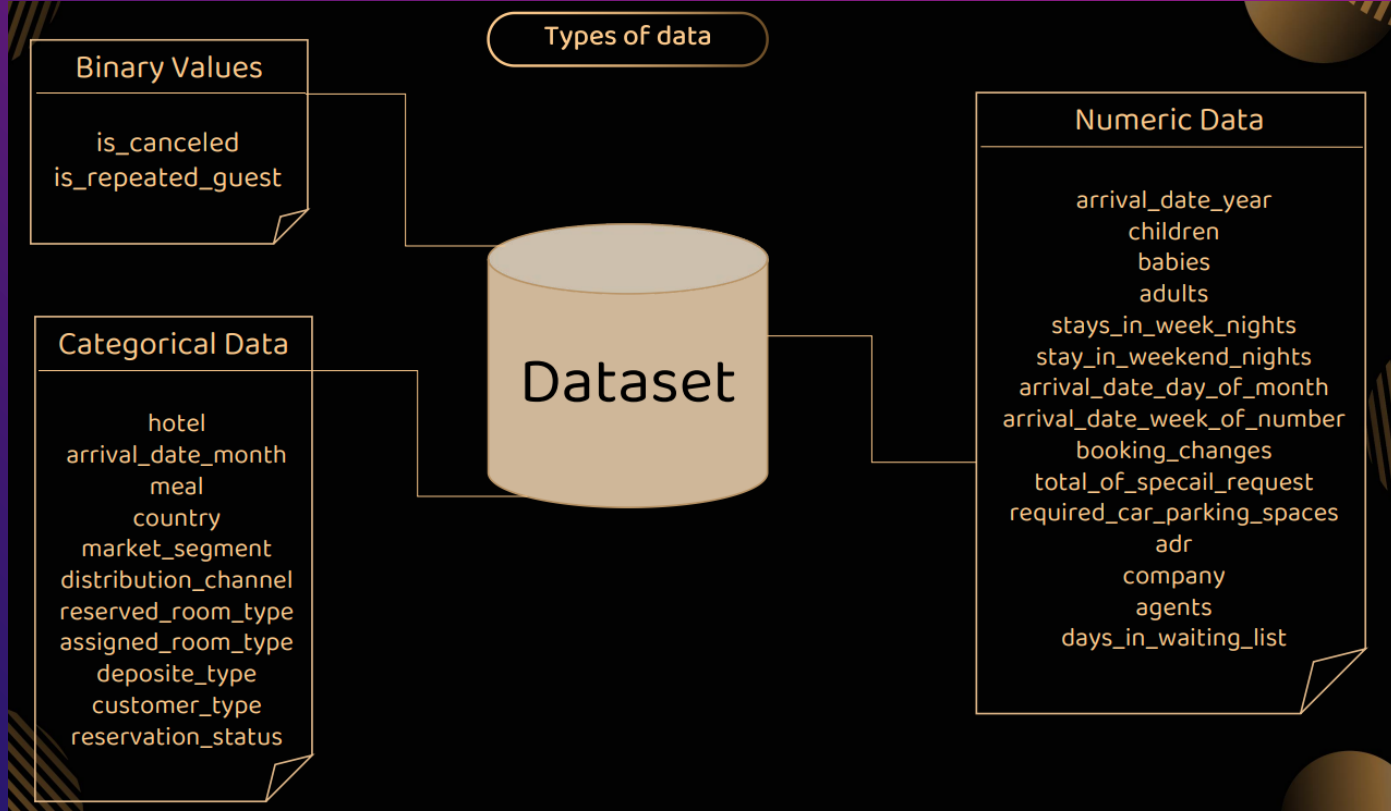 Types of data
Binary Values
is_canceled
is_repeated_guest
Categorical Data
hotel
arrival_date_month
meal
country
market_segment
distribution_channel
reserved_room_type
assigned_room_type
deposite_type
customer_type
reservation_status
Dataset
Numeric Data
arrival_date_year
children
babies
adults
stays_in_week_nights
stay_in_weekend_nights
arrival_date_day_of_month
arrival_date_week_of_number
booking_changes
total_of_specail_request
required_car_parking_spaces
adr
company
agents
days_in_waiting_list